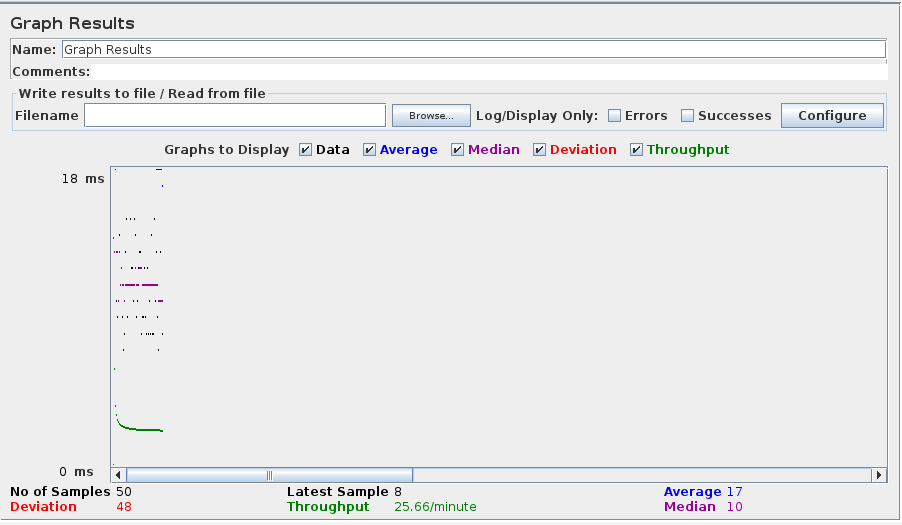 Graph Results
Name: Graph Results
Comments:
Write results to file / Read from file
Filename Browse... Log/Display Only: Errors Successes Configure
Graphs to Display Data Average Median Deviation Throughput
18 ms
0 ms
No of Samples 50 Latest Sample 8 Average 17
Deviation 48 Throughput 25.66/minute Median 10